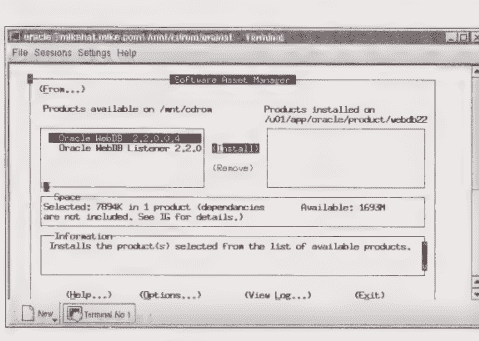 File Sessions Settings Help
Software Asset Manager
(From...)
Products available on /mnt/cdrom
Products installed on
/u01/app/oracle/product/webdb22
Oracle WebDB 2.2.0.0.4
Oracle WebDB Listener 2.2.0
(Install)
(Remove)
Space
Selected: 7894K in 1 product (dependancies
are not included. See IG for details.)
Available: 1693M
Information
Installs the product(s) selected from the list of available products.
(Help...) (Options...) (View Log...) (Exit)
New Terminal No 1